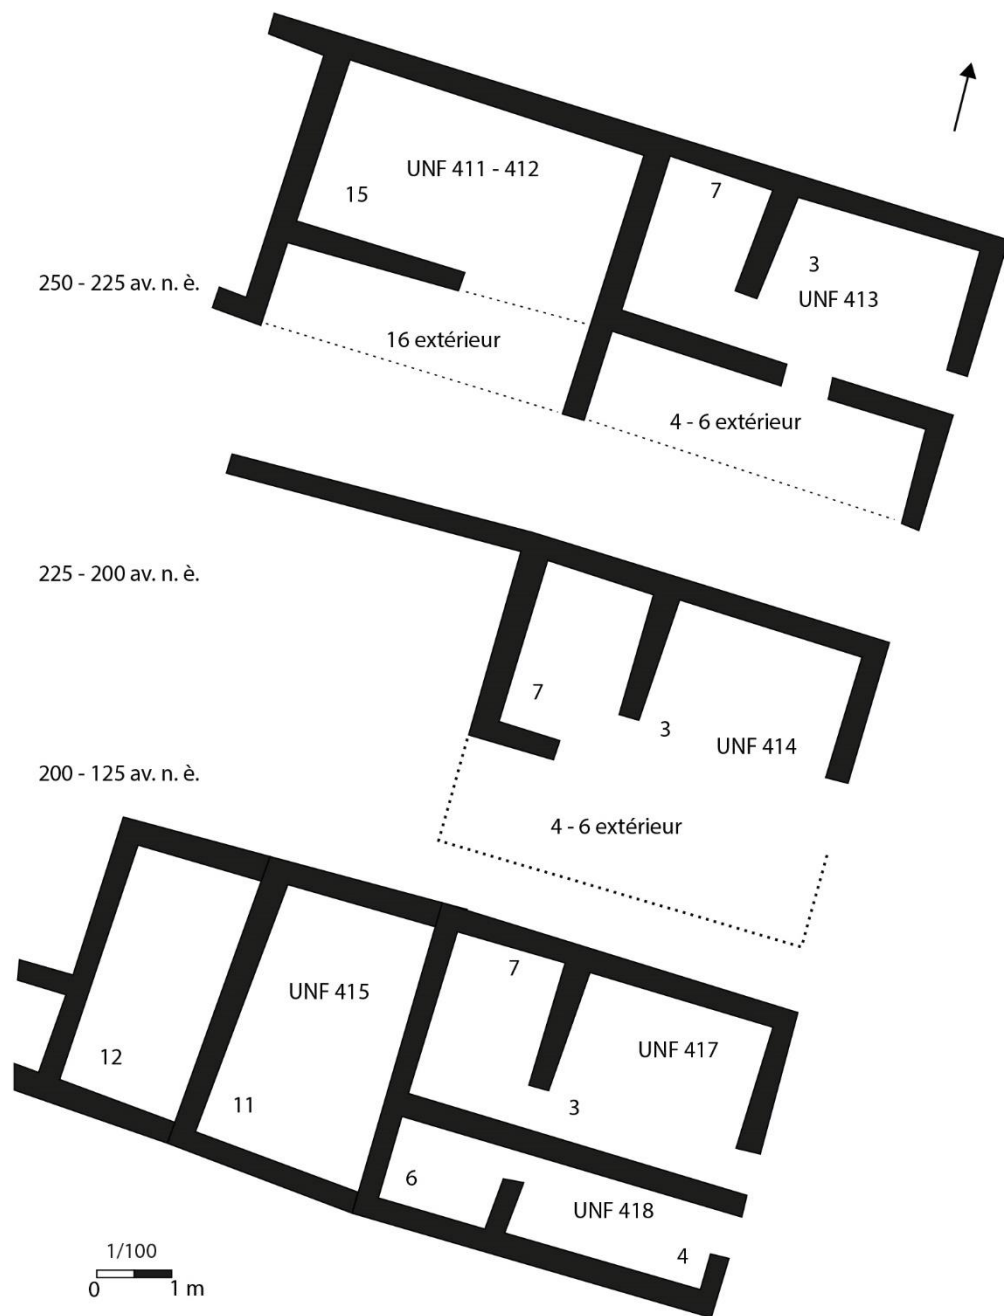 UNF 411 - 412
15
7
3
UNF 413
250 - 225 av. n. è.
16 extérieur
4 - 6 extérieur
225 - 200 av. n. è.
7
3
UNF 414
200 - 125 av. n. è.
4 - 6 extérieur
7
UNF 415
UNF 417
12
11
3
6
UNF 418
4
1/100
0 1 m